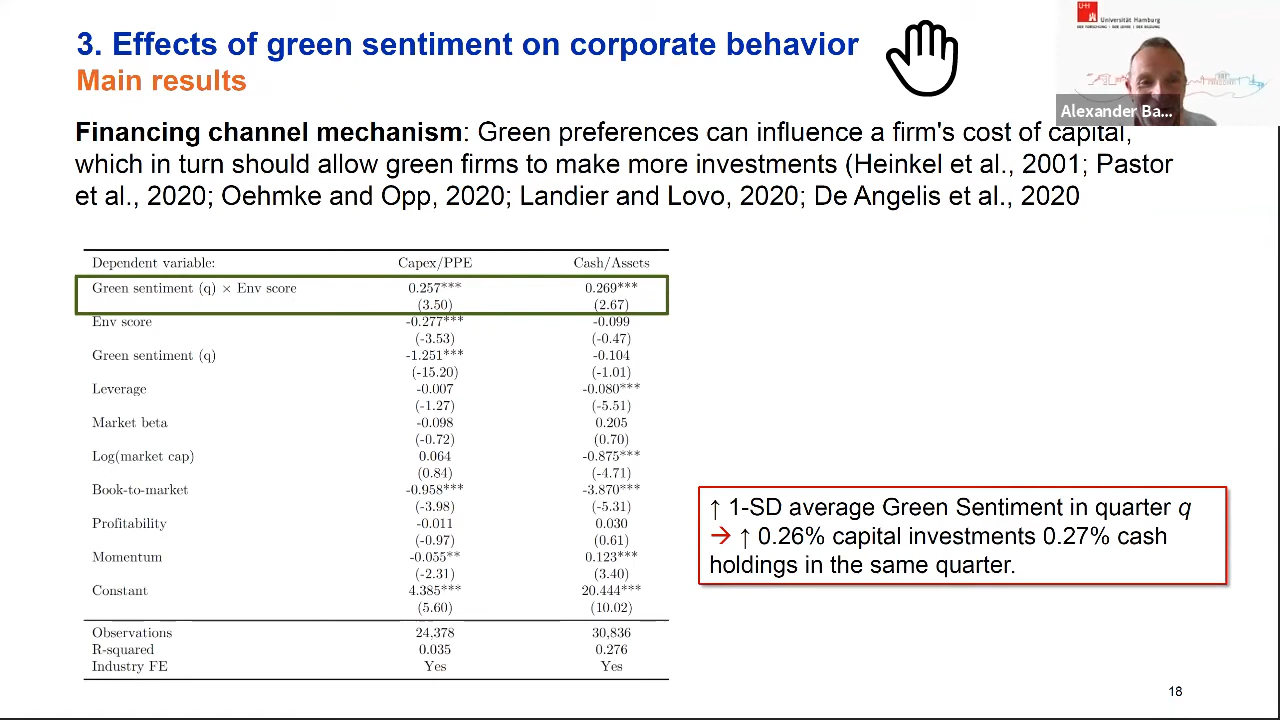 3. Effects of green sentiment on corporate behavior
Main results
Universität Hamburg
DER FORSCHUNG | DER LEHRE | DER BILDUNG
Alexander Ba...
Financing channel mechanism: Green preferences can influence a firm's cost of capital,
which in turn should allow green firms to make more investments (Heinkel et al., 2001; Pastor
et al., 2020; Oehmke and Opp, 2020; Landier and Lovo, 2020; De Angelis et al., 2020
Dependent variable: Capex/PPE Cash/Assets
Green sentiment (q) × Env score 0.257*** 0.269***
(3.50) (2.67)
Env score -0.277*** -0.099
(-3.53) (-0.47)
Green sentiment (q) -1.251*** -0.104
(-15.20) (-1.01)
Leverage -0.007 -0.080***
(-1.27) (-5.51)
Market beta -0.098 0.205
(-0.72) (0.70)
Log(market cap) 0.064 -0.875***
(0.84) (-4.71)
Book-to-market -0.958*** -3.870***
(-3.98) (-5.31)
Profitability -0.011 0.030
(-0.97) (0.61)
Momentum -0.055** 0.123***
(-2.31) (3.40)
Constant 4.385*** 20.444***
(5.60) (10.02)
Observations 24,378 30,836
R-squared 0.035 0.276
Industry FE Yes Yes
↑ 1-SD average Green Sentiment in quarter q
→ ↑ 0.26% capital investments 0.27% cash
holdings in the same quarter.
18